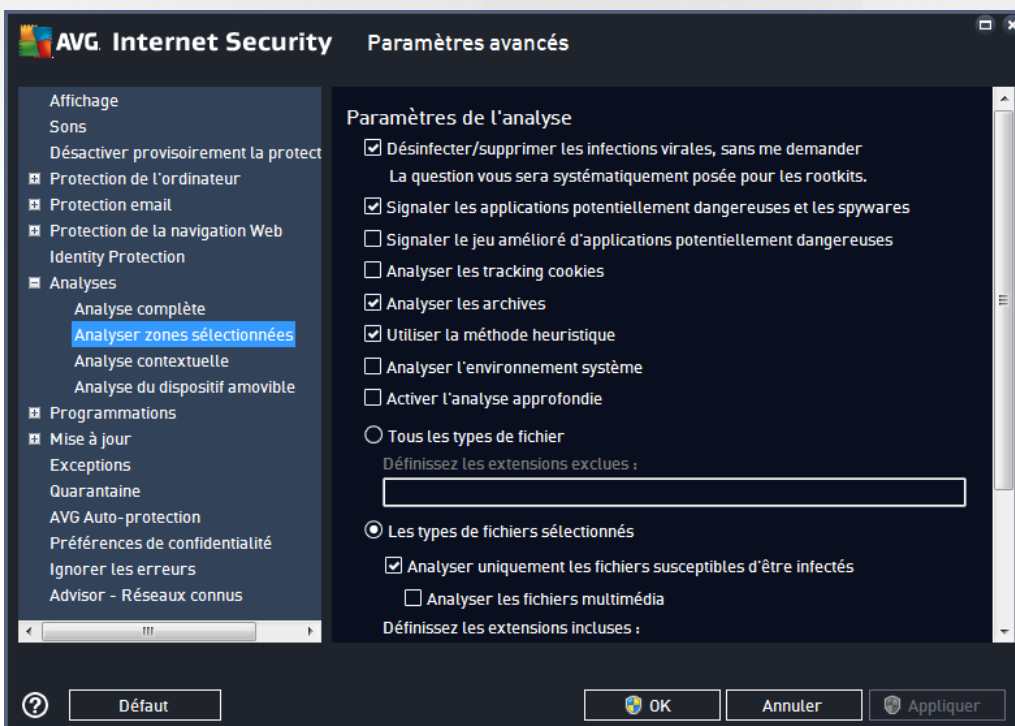 AVG. Internet Security Paramètres avancés
Affichage
Sons
Désactiver provisoirement la protect
Protection de l'ordinateur
Protection email
Protection de la navigation Web
Identity Protection
Analyses
Analyse complète
Analyser zones sélectionnées
Analyse contextuelle
Analyse du dispositif amovible
Programmations
Mise à jour
Exceptions
Quarantaine
AVG Auto-protection
Préférences de confidentialité
Ignorer les erreurs
Advisor - Réseaux connus
Paramètres de l'analyse
Désinfecter/supprimer les infections virales, sans me demander
La question vous sera systématiquement posée pour les rootkits.
Signaler les applications potentiellement dangereuses et les spywares
Signaler le jeu amélioré d'applications potentiellement dangereuses
Analyser les tracking cookies
Analyser les archives
Utiliser la méthode heuristique
Analyser l'environnement système
Activer l'analyse approfondie
Tous les types de fichier
Définissez les extensions exclues :
Les types de fichiers sélectionnés
Analyser uniquement les fichiers susceptibles d'être infectés
Analyser les fichiers multimédia
Définissez les extensions incluses :
? Défaut OK Annuler Appliquer